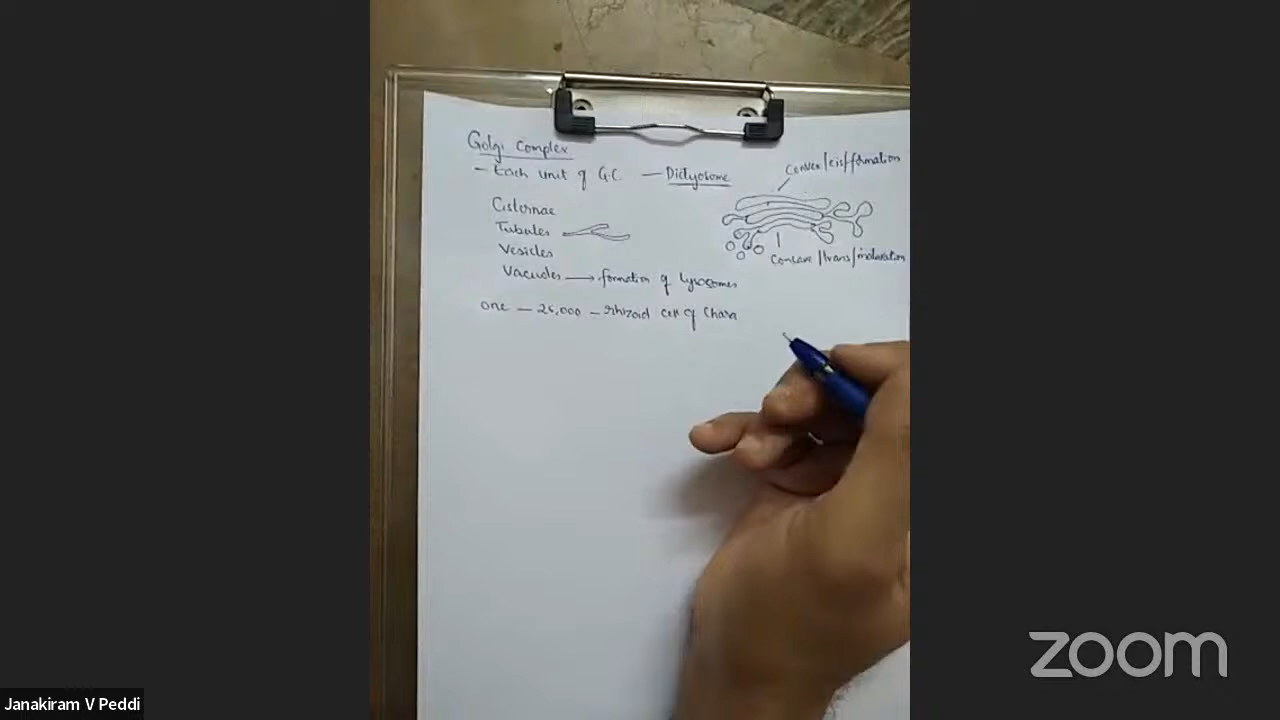 Golgi Complex
- Each unit of G.C. — Dictyosome
Convex/cis/formation
Cisternae
Tubules
Vesicles
Concave/trans/maturation
Vacuoles → formation of lysosomes
One — 25,000 — rhizoid cell of Chara
zoom
Janakiram V Peddi